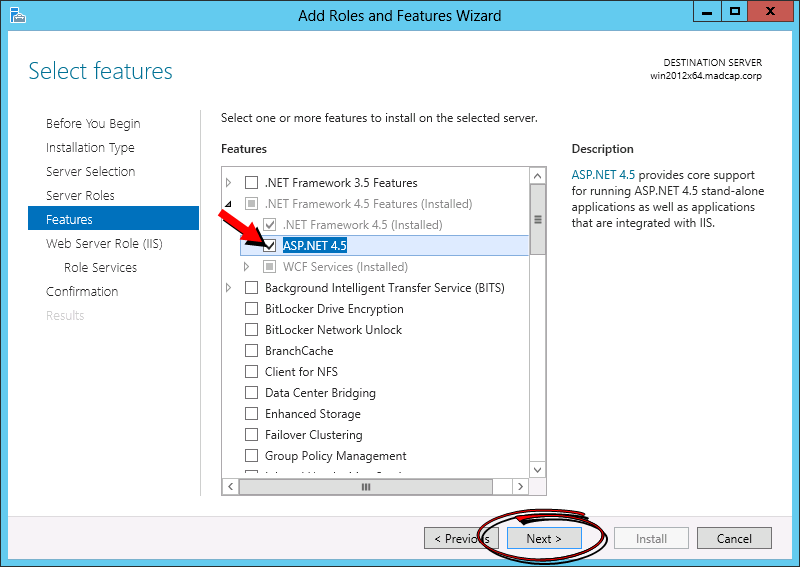 Add Roles and Features Wizard
Select features
DESTINATION SERVER
win2012x64.madcap.corp
Before You Begin
Installation Type
Server Selection
Server Roles
Features
Web Server Role (IIS)
Role Services
Confirmation
Results
Select one or more features to install on the selected server.
Features
.NET Framework 3.5 Features
.NET Framework 4.5 Features (Installed)
.NET Framework 4.5 (Installed)
ASP.NET 4.5
WCF Services (Installed)
Background Intelligent Transfer Service (BITS)
BitLocker Drive Encryption
BitLocker Network Unlock
BranchCache
Client for NFS
Data Center Bridging
Enhanced Storage
Failover Clustering
Group Policy Management
Description
ASP.NET 4.5 provides core support
for running ASP.NET 4.5 stand-alone
applications as well as applications
that are integrated with IIS.
< Previous
Next >
Install
Cancel